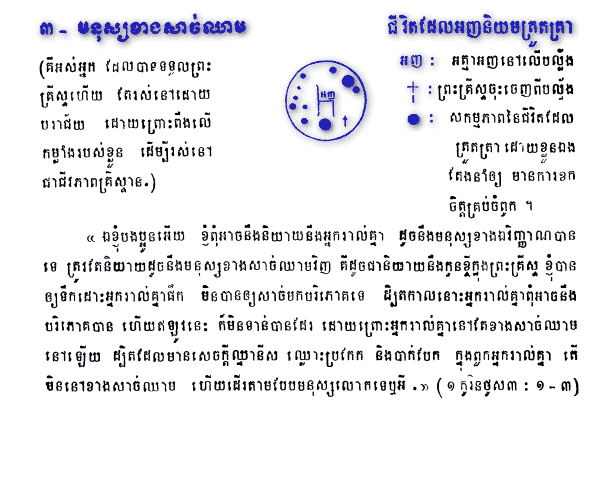 ៣ - មនុស្សខាងសាច់ឈាម
(គឺអស់អ្នក ដែលបានទទួលព្រះ
គ្រីស្ទហើយ តែរស់នៅដោយ
បរាជ័យ ដោយព្រោះពឹងលើ
កម្លាំងរបស់ខ្លួន ដើម្បីរស់នៅ
ជាជីវភាពគ្រិស្តាន.)
អញ
ជីវិតដែលអញនិយមត្រួតត្រា
អញ : អត្មាអញនៅលើបល្ល័ង្គ
† : ព្រះគ្រីស្ទចុះចេញពីបល្ល័ង្គ
● : សកម្មភាពនៃជីវិតដែល
ត្រួតត្រា ដោយខ្លួនឯង
តែងនាំឲ្យ មានការខក
ចិត្តគ្រប់ចំពូក ។
« ឯខ្ញុំបងប្អូនអើយ ខ្ញុំពុំអាចនឹងនិយាយនឹងអ្នករាល់គ្នា ដូចនឹងមនុស្សខាងឯវិញ្ញាណបាន
ទេ ត្រូវតែនិយាយដូចនឹងមនុស្សខាងសាច់ឈាមវិញ គឺដូចជានិយាយនឹងកូនខ្ចីក្នុងព្រះគ្រីស្ទ ខ្ញុំបាន
ឲ្យទឹកដោះអ្នករាល់គ្នាផឹក មិនបានឲ្យសាច់មកបរិភោគទេ ដ្បិតកាលនោះអ្នករាល់គ្នាពុំអាចនឹង
បរិភោគបាន ហើយឥឡូវនេះ ក៏មិនទាន់បានដែរ ដោយព្រោះអ្នករាល់គ្នានៅតែខាងសាច់ឈាម
នៅឡើយ ដ្បិតដែលមានសេចក្ដីឈ្នានីស ឈ្លោះប្រកែក និងបាក់បែក ក្នុងពួកអ្នករាល់គ្នា តើ
មិននៅខាងសាច់ឈាម ហើយដើរតាមបែបមនុស្សលោកទេឬអី .» ( ១ កូរិនថូស៣ : ១ - ៣)